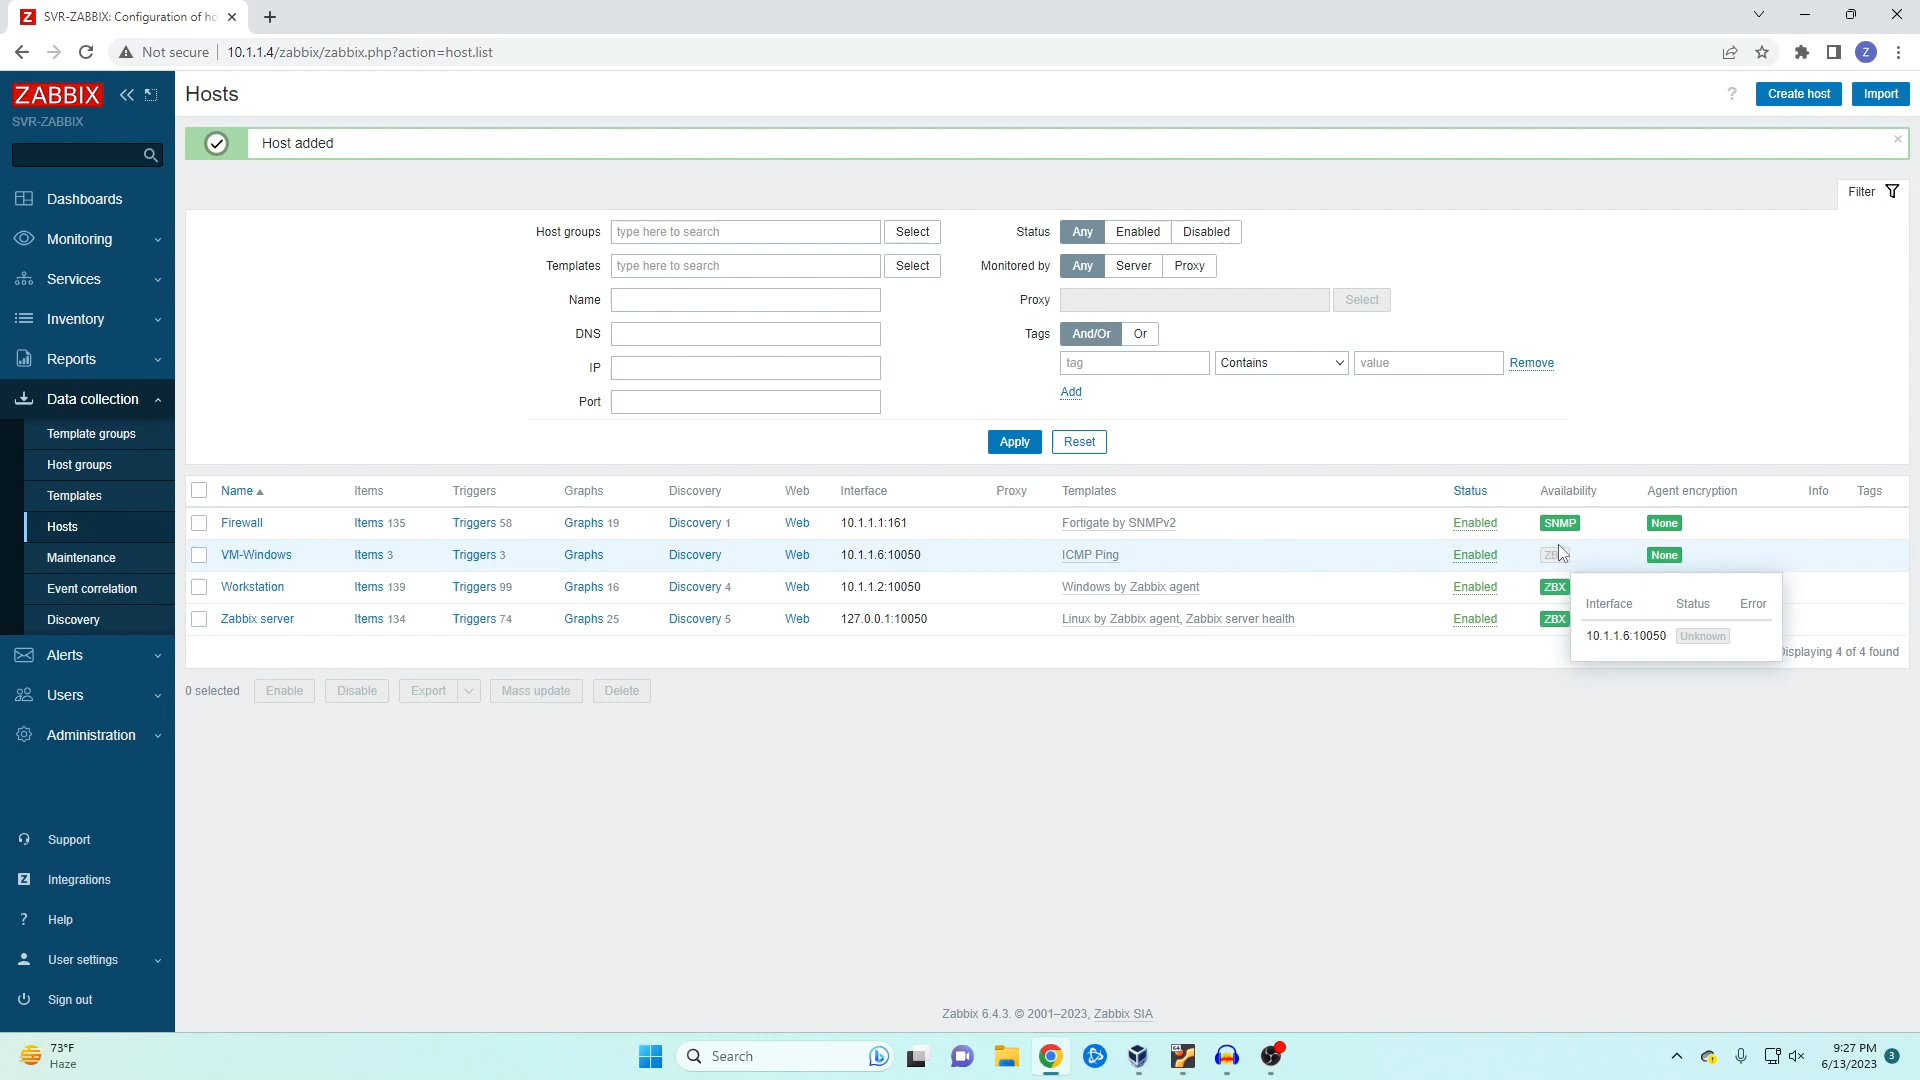 SVR-ZABBIX: Configuration of ho
Not secure
10.1.1.4/zabbix/zabbix.php?action=host.list
Z
ZABBIX
SVR-ZABBIX
Dashboards
Monitoring
Services
Inventory
Reports
Data collection
Template groups
Host groups
Templates
Hosts
Maintenance
Event correlation
Discovery
Alerts
Users
Administration
Support
Integrations
Help
User settings
Sign out
Hosts
? Create host Import
Host added
Filter
Host groups type here to search Select
Templates type here to search Select
Name
DNS
IP
Port
Status Any Enabled Disabled
Monitored by Any Server Proxy
Proxy Select
Tags And/Or Or
tag Contains value Remove
Add
Apply Reset
Name Items Triggers Graphs Discovery Web Interface Proxy Templates Status Availability Agent encryption Info Tags
Firewall Items 135 Triggers 58 Graphs 19 Discovery 1 Web 10.1.1.1:161 Fortigate by SNMPv2 Enabled SNMP None
VM-Windows Items 3 Triggers 3 Graphs Discovery Web 10.1.1.6:10050 ICMP Ping Enabled None
Workstation Items 139 Triggers 99 Graphs 16 Discovery 4 Web 10.1.1.2:10050 Windows by Zabbix agent Enabled ZBX
Zabbix server Items 134 Triggers 74 Graphs 25 Discovery 5 Web 127.0.0.1:10050 Linux by Zabbix agent, Zabbix server health Enabled ZBX
Interface Status Error
10.1.1.6:10050 Unknown
Displaying 4 of 4 found
0 selected Enable Disable Export Mass update Delete
Zabbix 6.4.3. © 2001–2023, Zabbix SIA
73°F
Haze
Search
9:27 PM
6/13/2023
3